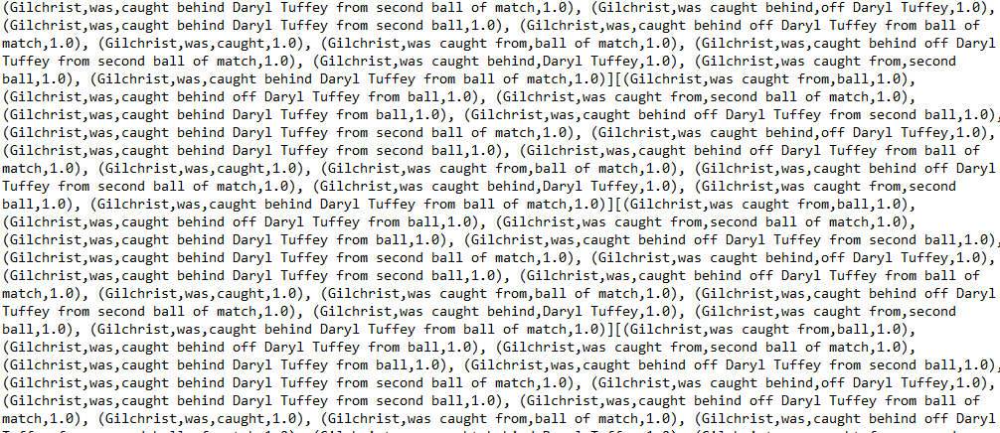 (Gilchrist,was,caught behind Daryl Tuffey from second ball of match,1.0), (Gilchrist,was caught behind,off Daryl Tuffey,1.0),
(Gilchrist,was,caught behind Daryl Tuffey from second ball,1.0), (Gilchrist,was,caught behind off Daryl Tuffey from ball of
match,1.0), (Gilchrist,was,caught,1.0), (Gilchrist,was caught from,ball of match,1.0), (Gilchrist,was,caught behind off Daryl
Tuffey from second ball of match,1.0), (Gilchrist,was caught behind,Daryl Tuffey,1.0), (Gilchrist,was caught from,second
ball,1.0), (Gilchrist,was,caught behind Daryl Tuffey from ball of match,1.0)][(Gilchrist,was caught from,ball,1.0),
(Gilchrist,was,caught behind off Daryl Tuffey from ball,1.0), (Gilchrist,was caught from,second ball of match,1.0),
(Gilchrist,was,caught behind Daryl Tuffey from ball,1.0), (Gilchrist,was,caught behind off Daryl Tuffey from second ball,1.0),
(Gilchrist,was,caught behind Daryl Tuffey from second ball of match,1.0), (Gilchrist,was caught behind,off Daryl Tuffey,1.0),
(Gilchrist,was,caught behind Daryl Tuffey from second ball,1.0), (Gilchrist,was,caught behind off Daryl Tuffey from ball of
match,1.0), (Gilchrist,was,caught,1.0), (Gilchrist,was caught from,ball of match,1.0), (Gilchrist,was,caught behind off Daryl
Tuffey from second ball of match,1.0), (Gilchrist,was caught behind,Daryl Tuffey,1.0), (Gilchrist,was caught from,second
ball,1.0), (Gilchrist,was,caught behind Daryl Tuffey from ball of match,1.0)][(Gilchrist,was caught from,ball,1.0),
(Gilchrist,was,caught behind off Daryl Tuffey from ball,1.0), (Gilchrist,was caught from,second ball of match,1.0),
(Gilchrist,was,caught behind Daryl Tuffey from ball,1.0), (Gilchrist,was,caught behind off Daryl Tuffey from second ball,1.0),
(Gilchrist,was,caught behind Daryl Tuffey from second ball of match,1.0), (Gilchrist,was caught behind,off Daryl Tuffey,1.0),
(Gilchrist,was,caught behind Daryl Tuffey from second ball,1.0), (Gilchrist,was,caught behind off Daryl Tuffey from ball of
match,1.0), (Gilchrist,was,caught,1.0), (Gilchrist,was caught from,ball of match,1.0), (Gilchrist,was,caught behind off Daryl
Tuffey from second ball of match,1.0), (Gilchrist,was caught behind,Daryl Tuffey,1.0), (Gilchrist,was caught from,second
ball,1.0), (Gilchrist,was,caught behind Daryl Tuffey from ball of match,1.0)][(Gilchrist,was caught from,ball,1.0),
(Gilchrist,was,caught behind off Daryl Tuffey from ball,1.0), (Gilchrist,was caught from,second ball of match,1.0),
(Gilchrist,was,caught behind Daryl Tuffey from ball,1.0), (Gilchrist,was,caught behind off Daryl Tuffey from second ball,1.0),
(Gilchrist,was,caught behind Daryl Tuffey from second ball of match,1.0), (Gilchrist,was caught behind,off Daryl Tuffey,1.0),
(Gilchrist,was,caught behind Daryl Tuffey from second ball,1.0), (Gilchrist,was,caught behind off Daryl Tuffey from ball of
match,1.0), (Gilchrist,was,caught,1.0), (Gilchrist,was caught from,ball of match,1.0), (Gilchrist,was,caught behind off Daryl